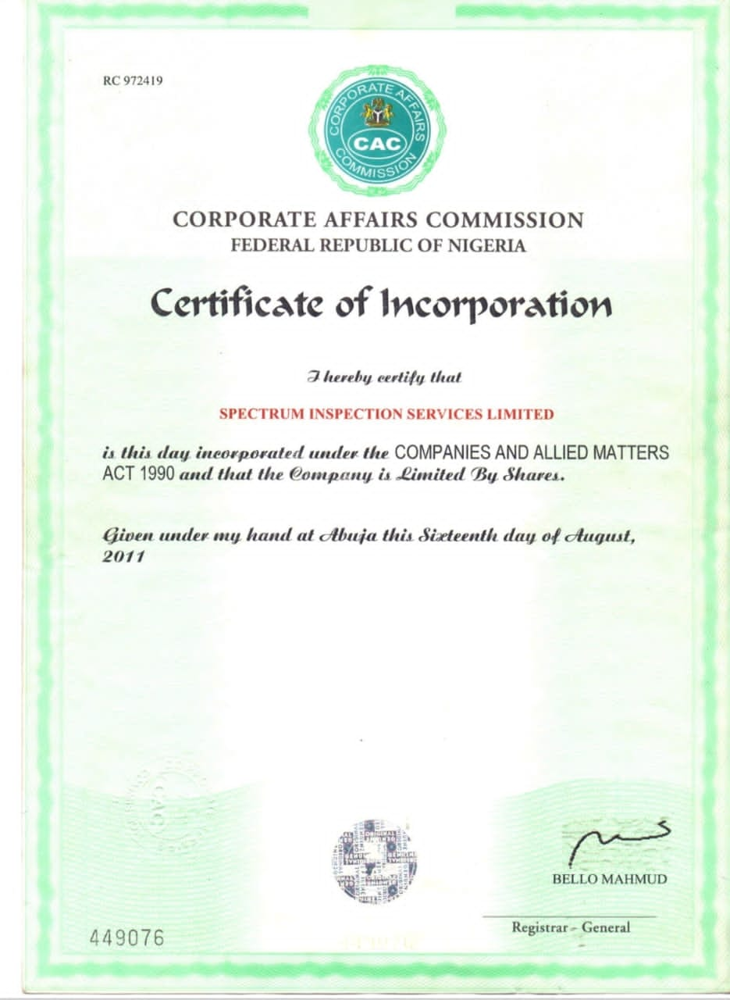 RC 972419
CORPORATE AFFAIRS
CAC
COMMISSION
CORPORATE AFFAIRS COMMISSION
FEDERAL REPUBLIC OF NIGERIA
Certificate of Incorporation
I hereby certify that
SPECTRUM INSPECTION SERVICES LIMITED
is this day incorporated under the COMPANIES AND ALLIED MATTERS
ACT 1990 and that the Company is Limited By Shares.
Given under my hand at Abuja this Sixteenth day of August,
2011
ORIGINAL
GENUINE
BELLO MAHMUD
Registrar - General
449076